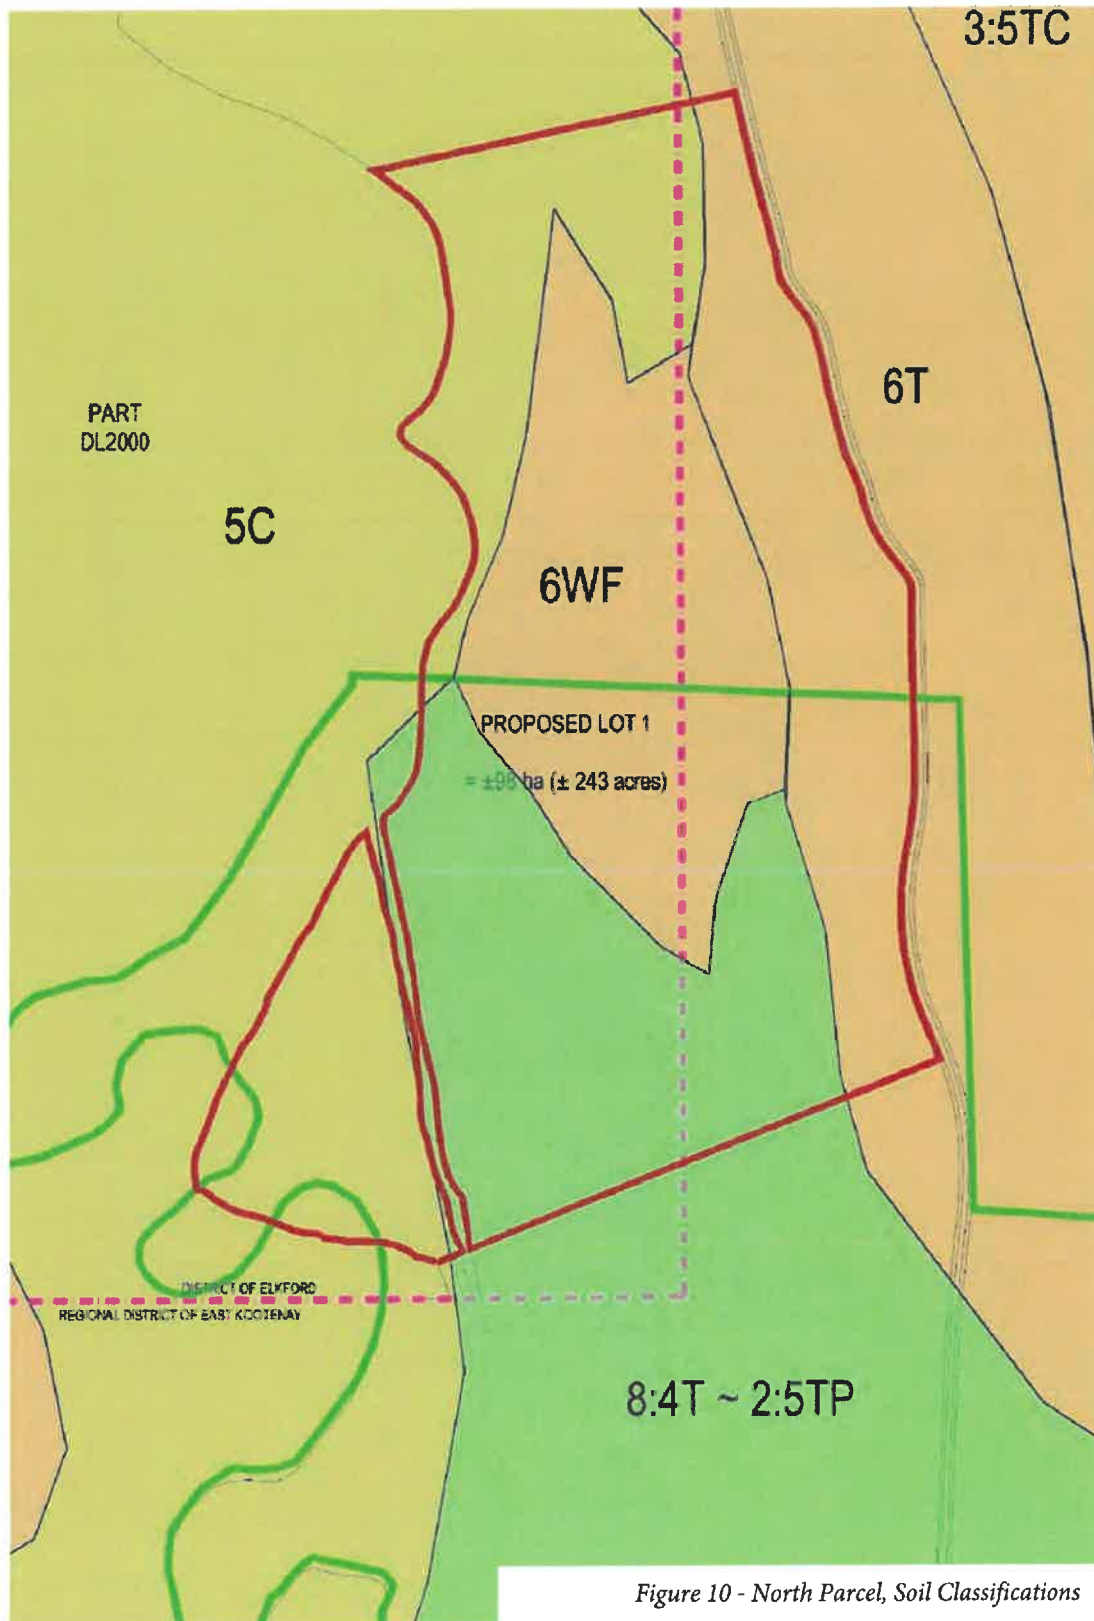 3:5TC
6T
PART
DL2000
5C
6WF
PROPOSED LOT 1
= ±98 ha (± 243 acres)
DISTRICT OF ELKFORD
REGIONAL DISTRICT OF EAST KOOTENAY
8:4T ~ 2:5TP
Figure 10 - North Parcel, Soil Classifications